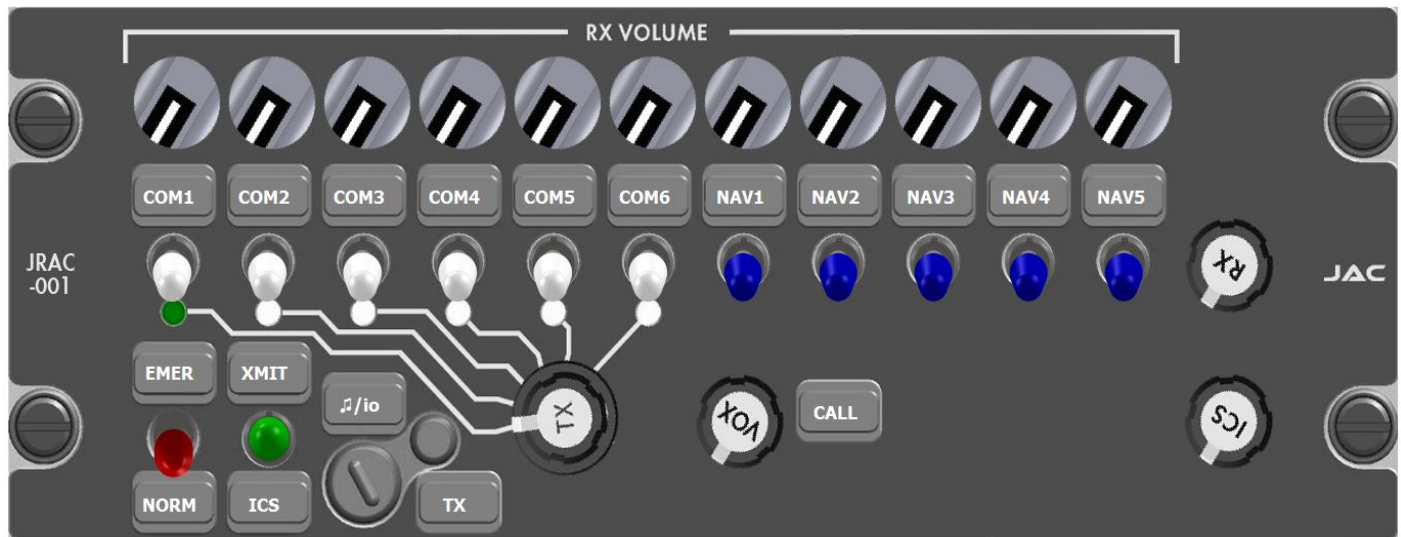 RX VOLUME
COM1 COM2 COM3 COM4 COM5 COM6 NAV1 NAV2 NAV3 NAV4 NAV5
JRAC
-001
RX
JAC
EMER XMIT
♫/io
TX
VOX
CALL
ICS
NORM ICS TX